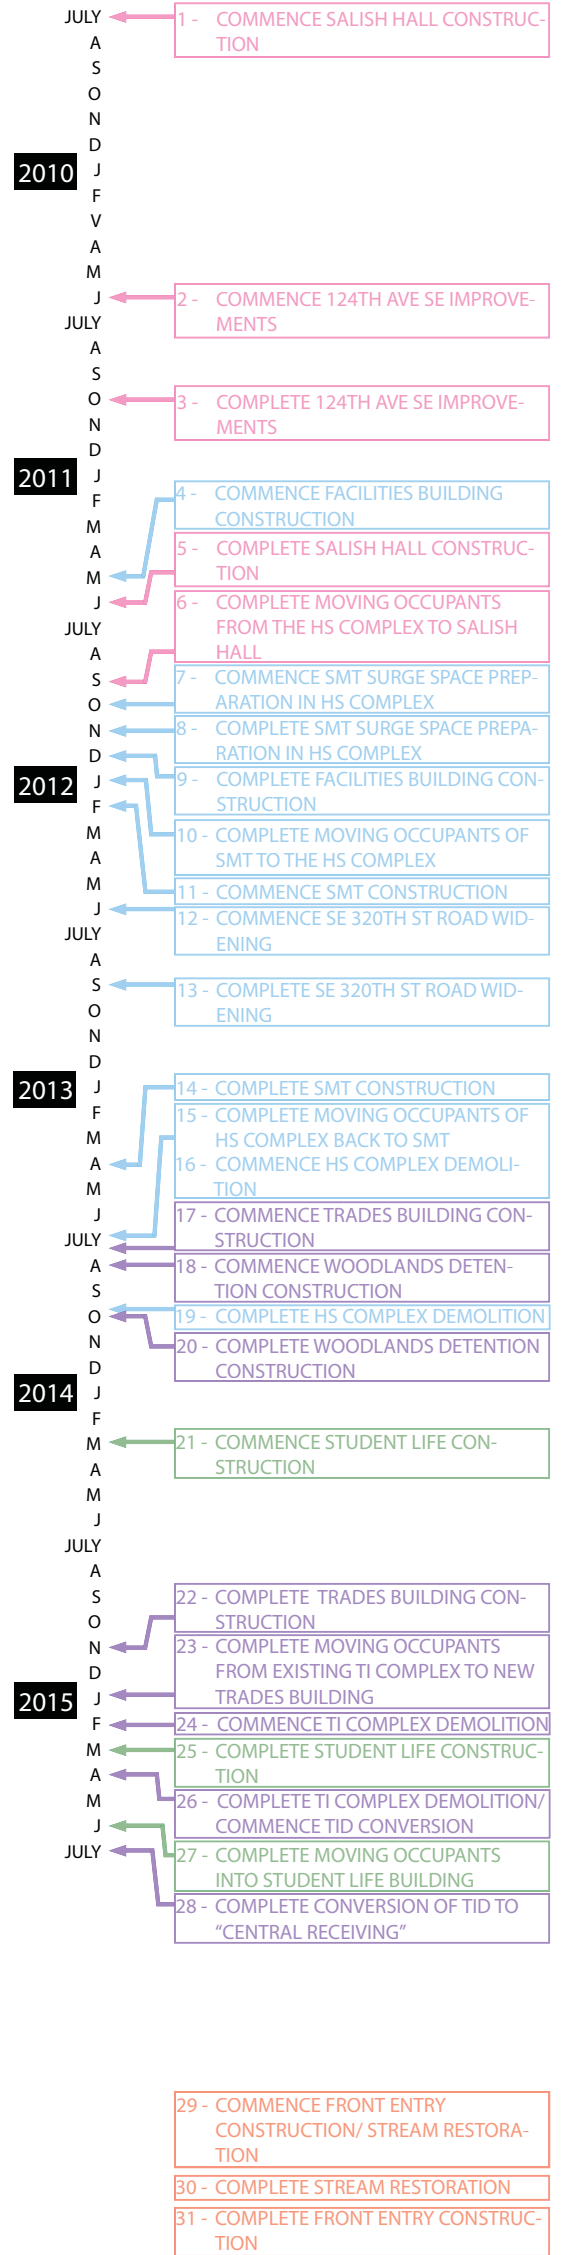 JULY
1 - COMMENCE SALISH HALL CONSTRUC-
TION
A
S
O
N
D
2010 J
F
V
A
M
J
2 - COMMENCE 124TH AVE SE IMPROVE-
MENTS
JULY
A
S
O
3 - COMPLETE 124TH AVE SE IMPROVE-
MENTS
N
D
2011 J
F
4 - COMMENCE FACILITIES BUILDING
CONSTRUCTION
M
A
5 - COMPLETE SALISH HALL CONSTRUC-
TION
M
J
6 - COMPLETE MOVING OCCUPANTS
FROM THE HS COMPLEX TO SALISH
HALL
JULY
A
S
7 - COMMENCE SMT SURGE SPACE PREP-
ARATION IN HS COMPLEX
O
N
8 - COMPLETE SMT SURGE SPACE PREPA-
RATION IN HS COMPLEX
D
2012 J
9 - COMPLETE FACILITIES BUILDING CON-
STRUCTION
F
M
10 - COMPLETE MOVING OCCUPANTS OF
SMT TO THE HS COMPLEX
A
M
11 - COMMENCE SMT CONSTRUCTION
J
12 - COMMENCE SE 320TH ST ROAD WID-
ENING
JULY
A
S
13 - COMPLETE SE 320TH ST ROAD WID-
ENING
O
N
D
2013 J
14 - COMPLETE SMT CONSTRUCTION
F
15 - COMPLETE MOVING OCCUPANTS OF
HS COMPLEX BACK TO SMT
M
A
16 - COMMENCE HS COMPLEX DEMOLI-
TION
M
J
17 - COMMENCE TRADES BUILDING CON-
STRUCTION
JULY
A
18 - COMMENCE WOODLANDS DETEN-
TION CONSTRUCTION
S
O
19 - COMPLETE HS COMPLEX DEMOLITION
N
20 - COMPLETE WOODLANDS DETENTION
CONSTRUCTION
D
2014 J
F
M
21 - COMMENCE STUDENT LIFE CON-
STRUCTION
A
M
J
JULY
A
S
22 - COMPLETE TRADES BUILDING CON-
STRUCTION
O
N
23 - COMPLETE MOVING OCCUPANTS
FROM EXISTING TI COMPLEX TO NEW
TRADES BUILDING
D
2015 J
F
24 - COMMENCE TI COMPLEX DEMOLITION
M
25 - COMPLETE STUDENT LIFE CONSTRUC-
TION
A
M
26 - COMPLETE TI COMPLEX DEMOLITION/
COMMENCE TID CONVERSION
J
JULY
27 - COMPLETE MOVING OCCUPANTS
INTO STUDENT LIFE BUILDING
28 - COMPLETE CONVERSION OF TID TO
“CENTRAL RECEIVING”
29 - COMMENCE FRONT ENTRY
CONSTRUCTION/ STREAM RESTORA-
TION
30 - COMPLETE STREAM RESTORATION
31 - COMPLETE FRONT ENTRY CONSTRUC-
TION